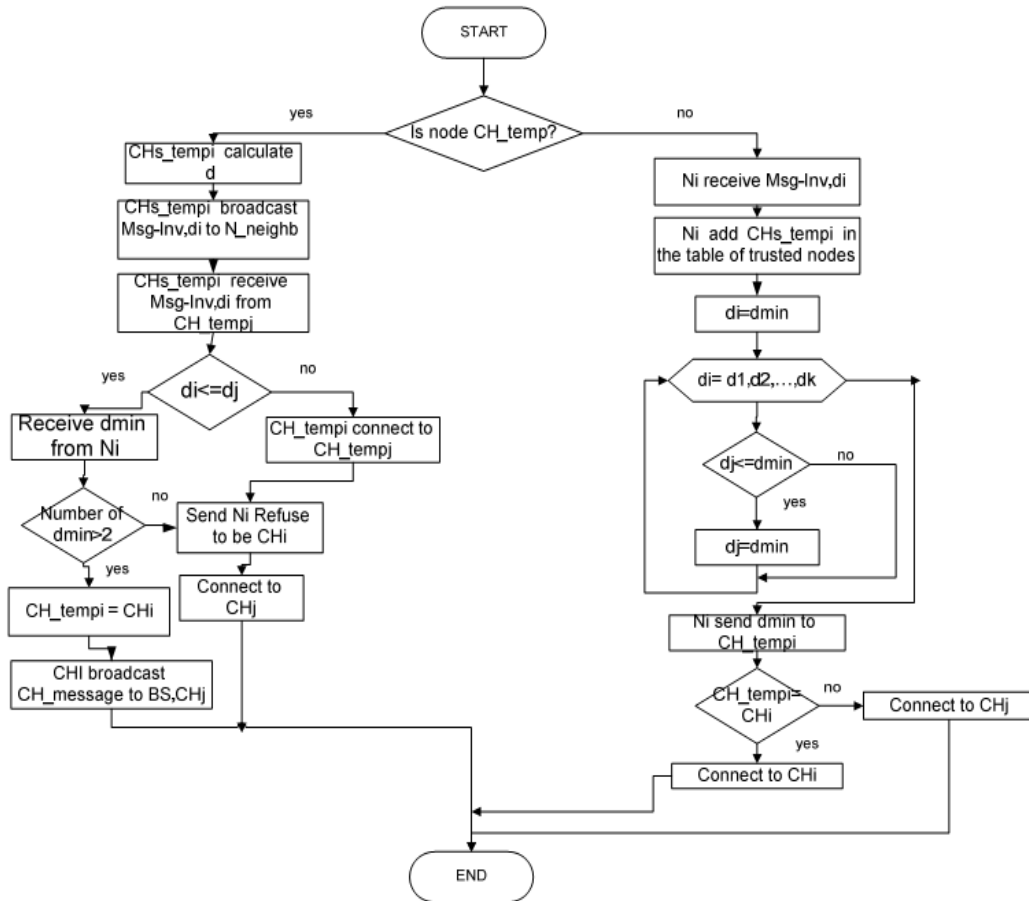 START
yes
Is node CH_temp?
no
CHs_tempi calculate
d
CHs_tempi broadcast
Msg-Inv,di to N_neighb
CHs_tempi receive
Msg-Inv,di from
CH_tempj
yes
di<=dj
no
Receive dmin
from Ni
CH_tempi connect to
CH_tempj
Number of
dmin>2
no
Send Ni Refuse
to be CHi
yes
Connect to
CHj
CH_tempi = CHi
CHI broadcast
CH_message to BS,CHj
Ni receive Msg-Inv,di
Ni add CHs_tempi in
the table of trusted nodes
di=dmin
di= d1,d2,...,dk
dj<=dmin
no
yes
dj=dmin
Ni send dmin to
CH_tempi
CH_tempi=
CHi
no
Connect to CHj
yes
Connect to CHi
END